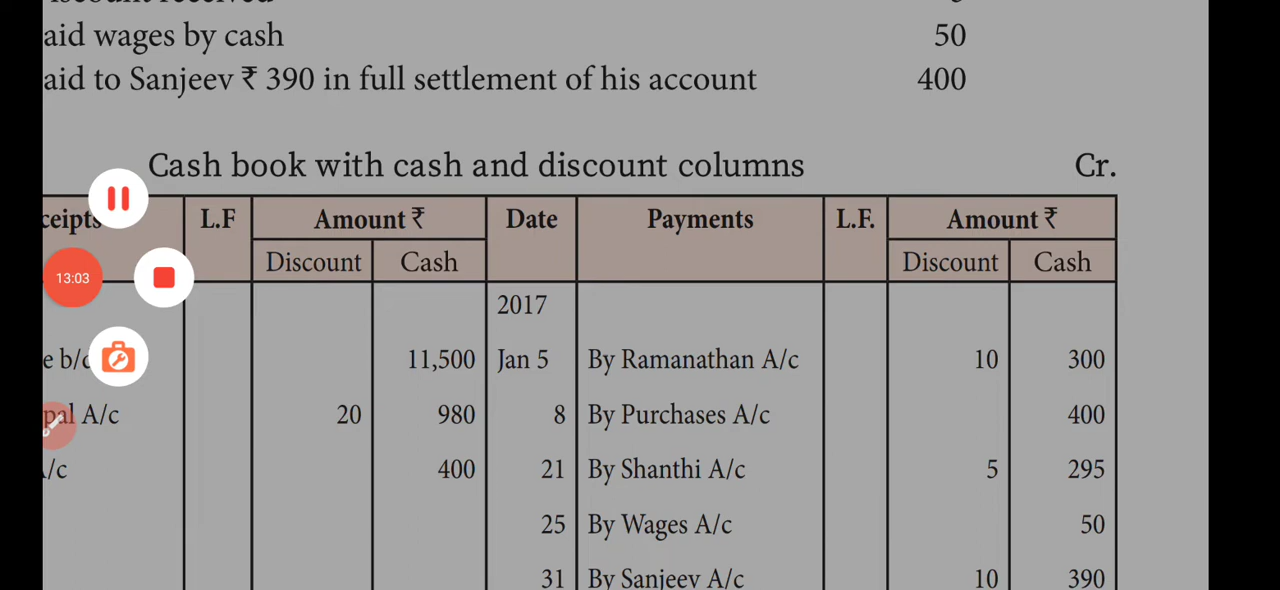 aid wages by cash 50
aid to Sanjeev ₹ 390 in full settlement of his account 400
Cash book with cash and discount columns Cr.
ceipts L.F Amount ₹ Date Payments L.F. Amount ₹
Discount Cash Discount Cash
13:03
2017
e b/d 11,500 Jan 5 By Ramanathan A/c 10 300
pal A/c 20 980 8 By Purchases A/c 400
A/c 400 21 By Shanthi A/c 5 295
25 By Wages A/c 50
31 By Sanjeev A/c 10 390